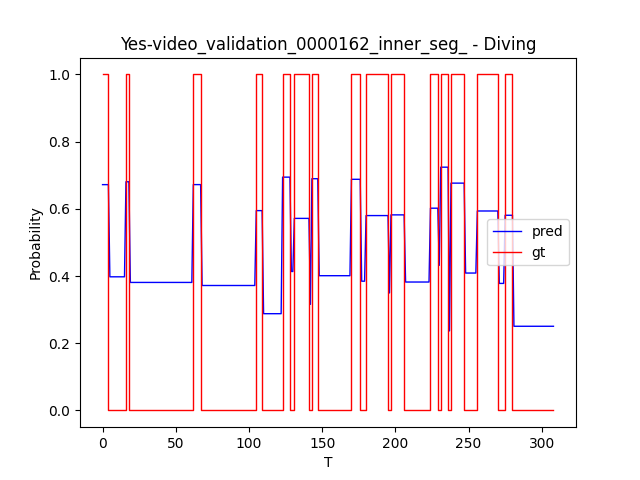 Yes-video_validation_0000162_inner_seg_ - Diving
1.0
0.8
0.6
0.4
0.2
0.0
Probability
pred
gt
0 50 100 150 200 250 300
T